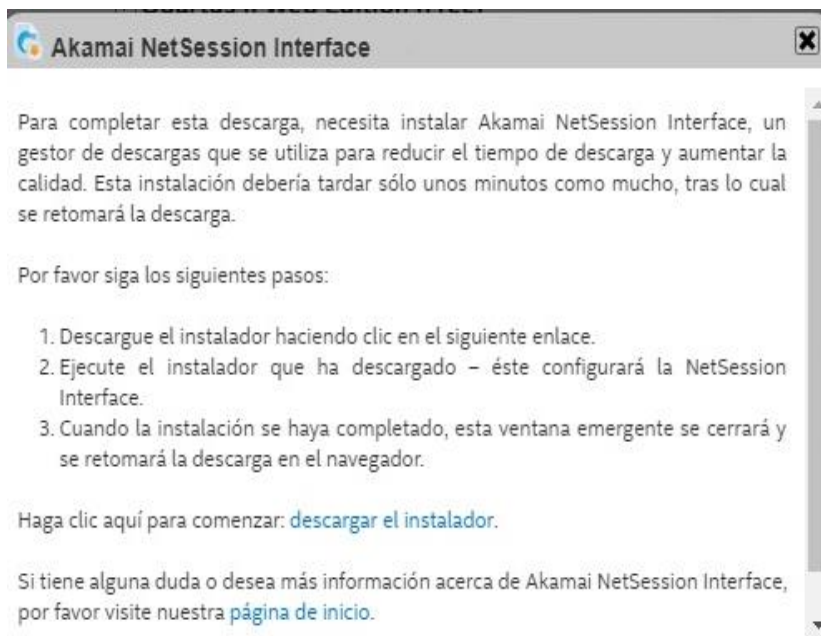 Akamai NetSession Interface
Para completar esta descarga, necesita instalar Akamai NetSession Interface, un
gestor de descargas que se utiliza para reducir el tiempo de descarga y aumentar la
calidad. Esta instalación debería tardar sólo unos minutos como mucho, tras lo cual
se retomará la descarga.
Por favor siga los siguientes pasos:
1. Descargue el instalador haciendo clic en el siguiente enlace.
2. Ejecute el instalador que ha descargado – éste configurará la NetSession
Interface.
3. Cuando la instalación se haya completado, esta ventana emergente se cerrará y
se retomará la descarga en el navegador.
Haga clic aquí para comenzar: descargar el instalador.
Si tiene alguna duda o desea más información acerca de Akamai NetSession Interface,
por favor visite nuestra página de inicio.